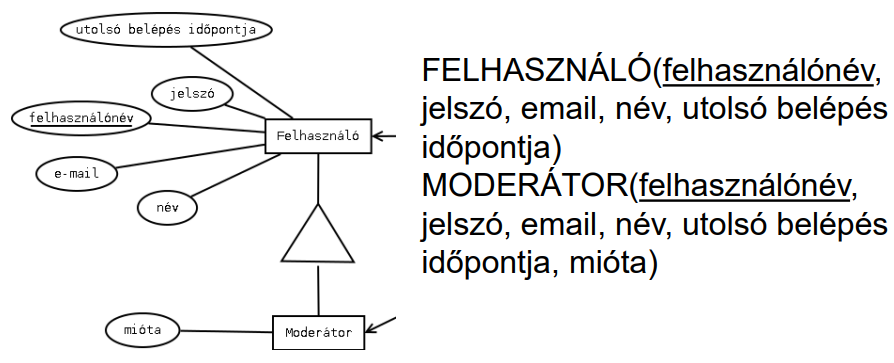 utolsó belépés időpontja
jelszó
felhasználónév
Felhasználó
e-mail
név
Moderátor
mióta
FELHASZNÁLÓ(felhasználónév,
jelszó, email, név, utolsó belépés
időpontja)
MODERÁTOR(felhasználónév,
jelszó, email, név, utolsó belépés
időpontja, mióta)